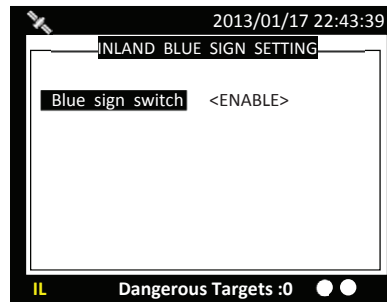 2013/01/17 22:43:39
INLAND BLUE SIGN SETTING
Blue sign switch <ENABLE>
IL Dangerous Targets :0